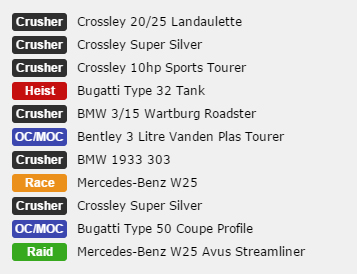 Crusher Crossley 20/25 Landaulette
Crusher Crossley Super Silver
Crusher Crossley 10hp Sports Tourer
Heist Bugatti Type 32 Tank
Crusher BMW 3/15 Wartburg Roadster
OC/MOC Bentley 3 Litre Vanden Plas Tourer
Crusher BMW 1933 303
Race Mercedes-Benz W25
Crusher Crossley Super Silver
OC/MOC Bugatti Type 50 Coupe Profile
Raid Mercedes-Benz W25 Avus Streamliner